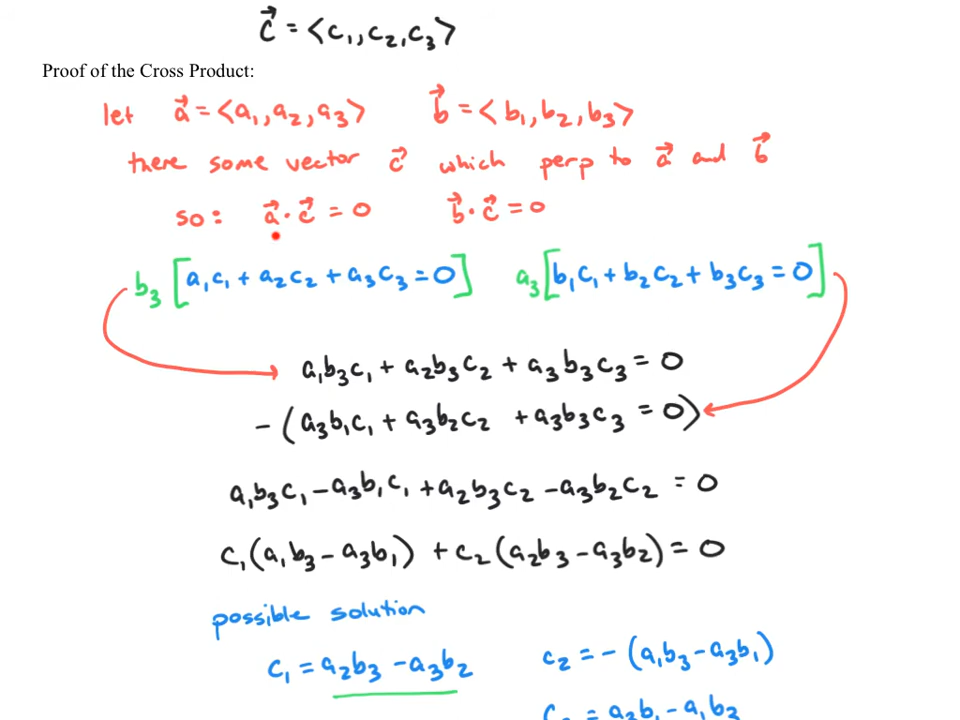 c⃗ = <c₁, c₂, c₃>
Proof of the Cross Product:
let a⃗ = <a₁, a₂, a₃> b⃗ = <b₁, b₂, b₃>
there some vector c⃗ which perp to a⃗ and b⃗
so: a⃗ · c⃗ = 0 b⃗ · c⃗ = 0
b₃ [a₁c₁ + a₂c₂ + a₃c₃ = 0] a₃ [b₁c₁ + b₂c₂ + b₃c₃ = 0]
a₁b₃c₁ + a₂b₃c₂ + a₃b₃c₃ = 0
- (a₃b₁c₁ + a₃b₂c₂ + a₃b₃c₃ = 0)
a₁b₃c₁ - a₃b₁c₁ + a₂b₃c₂ - a₃b₂c₂ = 0
c₁(a₁b₃ - a₃b₁) + c₂(a₂b₃ - a₃b₂) = 0
possible solution
c₁ = a₂b₃ - a₃b₂ c₂ = - (a₁b₃ - a₃b₁)
c₂ = a₃b₁ - a₁b₃